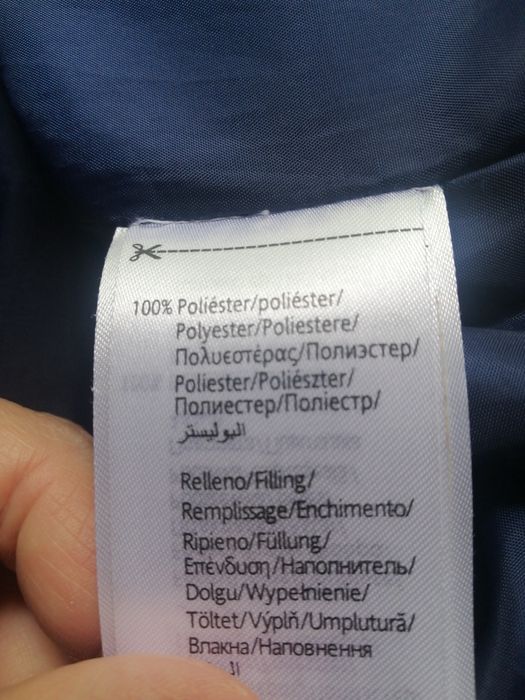 100% Poliéster/poliéster/
Polyester/Poliestere/
Πολυεστέρας/Полиэстер/
Poliester/Poliészter/
Полиестер/Поліестр/
البوليستر
Relleno/Filling/
Remplissage/Enchimento/
Ripieno/Füllung/
Επένδυση/Наполнитель/
Dolgu/Wypełnienie/
Töltet/Výplň/Umplutură/
Влакна/Наповнення